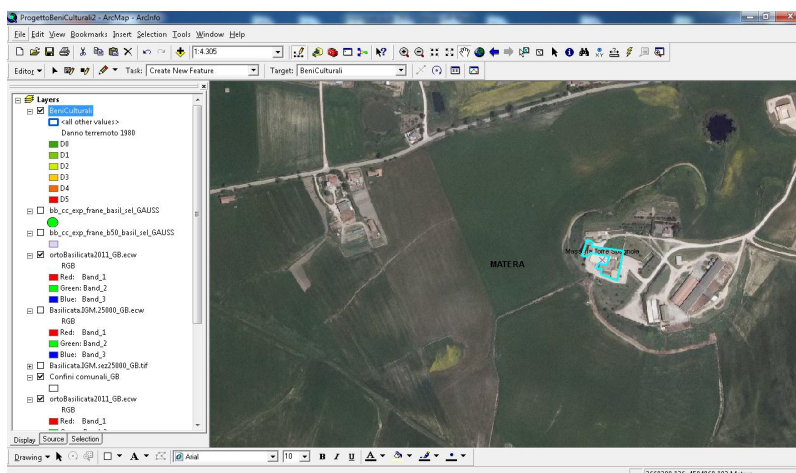 ProgettoBeniCulturali2 - ArcMap - ArcInfo
File Edit View Bookmarks Insert Selection Tools Window Help
1:4.305
Editor Task: Create New Feature Target: BeniCulturali
Layers
BeniCulturali
<all other values>
Danno terremoto 1980
D0
D1
D2
D3
D4
D5
bb_cc_exp_frane_basil_sel_GAUSS
bb_cc_exp_frane_b50_basil_sel_GAUSS
ortoBasilicata2011_GB.ecw
RGB
Red: Band_1
Green: Band_2
Blue: Band_3
Basilicata.IGM.25000_GB.ecw
RGB
Red: Band_1
Green: Band_2
Blue: Band_3
Basilicata.IGM.sez25000_GB.tif
Confini comunali_GB
ortoBasilicata2011_GB.ecw
RGB
Red: Band_1
MATERA
Torre Spagnola
Display Source Selection
Drawing A Arial 10 B I U A